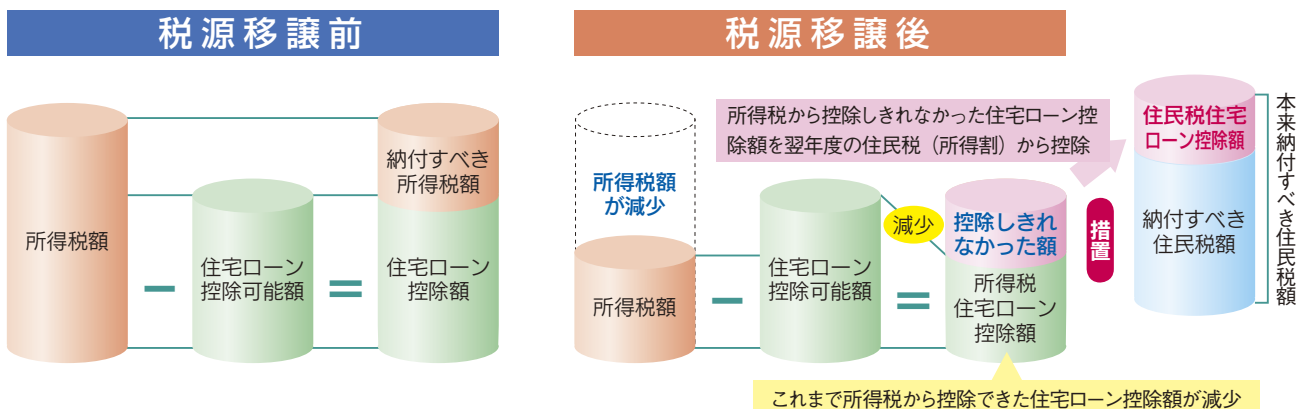 税源移譲前
所得税額
住宅ローン
控除可能額
納付すべき
所得税額
住宅ローン
控除額
税源移譲後
所得税額
が減少
所得税額
住宅ローン
控除可能額
減少
控除しきれ
なかった額
所得税
住宅ローン
控除額
所得税から控除しきれなかった住宅ローン控
除額を翌年度の住民税（所得割）から控除
措置
住民税住宅
ローン控除額
納付すべき
住民税額
本来納付すべき住民税額
これまで所得税から控除できた住宅ローン控除額が減少